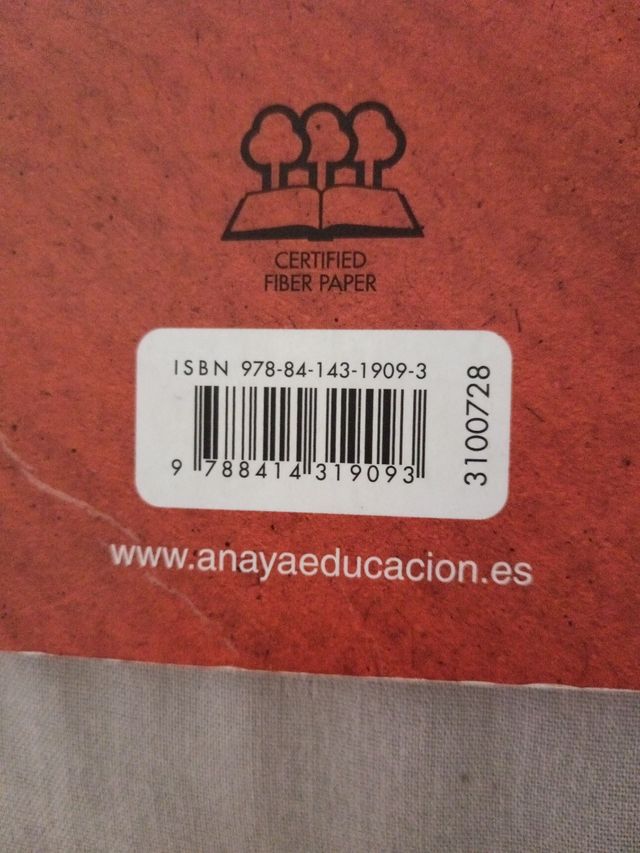 CERTIFIED
FIBER PAPER
ISBN 978-84-143-1909-3
9 788414 319093
3100728
www.anayaeducacion.es